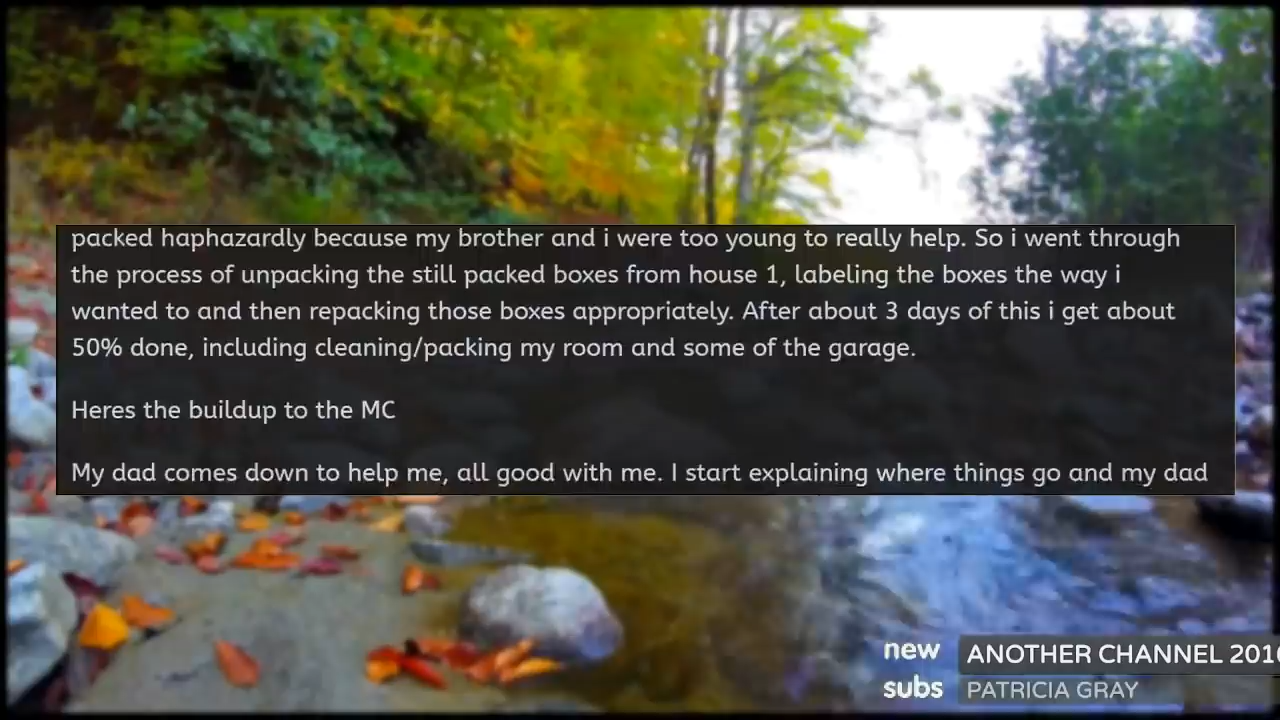 packed haphazardly because my brother and i were too young to really help. So i went through
the process of unpacking the still packed boxes from house 1, labeling the boxes the way i
wanted to and then repacking those boxes appropriately. After about 3 days of this i get about
50% done, including cleaning/packing my room and some of the garage.
Heres the buildup to the MC
My dad comes down to help me, all good with me. I start explaining where things go and my dad
new
subs
ANOTHER CHANNEL 201
PATRICIA GRAY